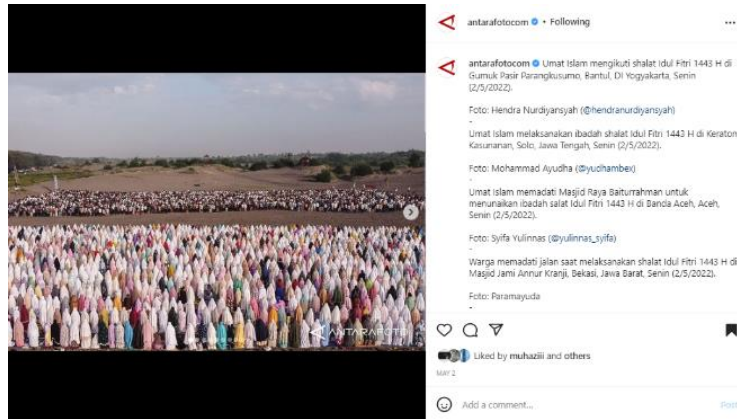 antarafotocom • Following
antarafotocom Umat Islam mengikuti shalat Idul Fitri 1443 H di
Gumuk Pasir Parangkusumo, Bantul, DI Yogyakarta, Senin
(2/5/2022).
Foto: Hendra Nurdiyansyah (@hendranurdiyansyah)
-
Umat Islam melaksanakan ibadah shalat Idul Fitri 1443 H di Keraton
Kasunanan, Solo, Jawa Tengah, Senin (2/5/2022).
Foto: Mohammad Ayudha (@yudhambex)
-
Umat Islam memadati Masjid Raya Baiturrahman untuk
menunaikan ibadah salat Idul Fitri 1443 H di Banda Aceh, Aceh,
Senin (2/5/2022).
Foto: Syifa Yulinnas (@yulinnas_syifa)
-
Warga memadati jalan saat melaksanakan shalat Idul Fitri 1443 H di
Masjid Jami Annur Kranji, Bekasi, Jawa Barat, Senin (2/5/2022).
Foto: Paramayuda
-
ANTARAFOTO
Liked by muhaziii and others
MAY 2
Add a comment...
Post